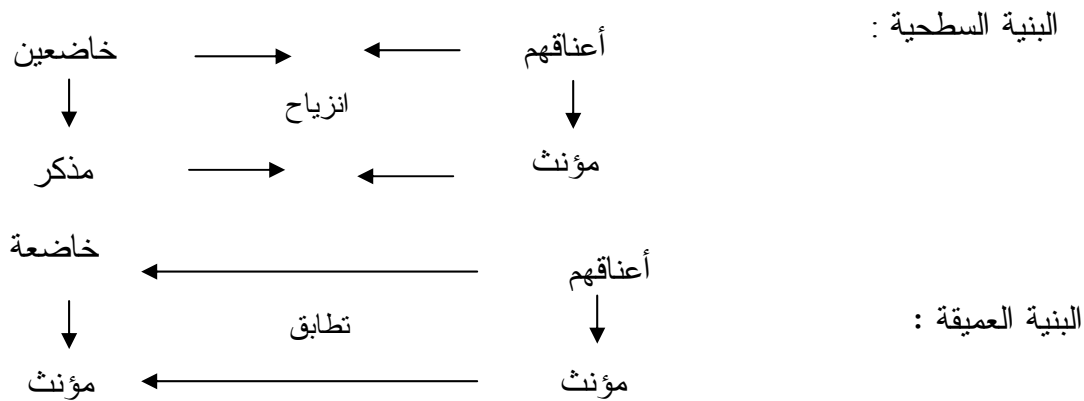 البنية السطحية :
أعناقهم خاضعين
انزياح
مؤنث مذكر
أعناقهم خاضعة
البنية العميقة :
تطابق
مؤنث مؤنث